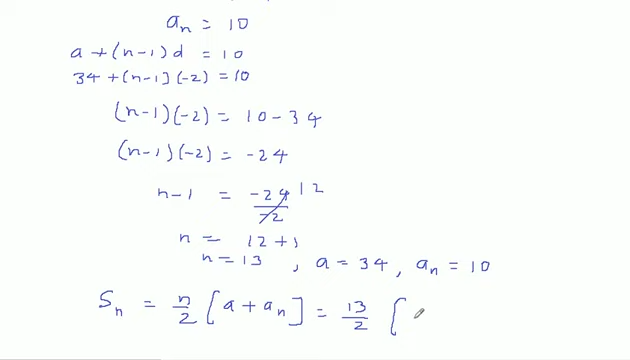 aₙ = 10
a + (n-1) d = 10
34 + (n-1] (-2) = 10
(n-1) (-2) = 10 - 34
(n-1) (-2) = -24
n-1 = -24/-2 12
n = 12 + 1
n = 13 , a = 34 , aₙ = 10
Sₙ = n/2 [ a + aₙ ] = 13/2 [